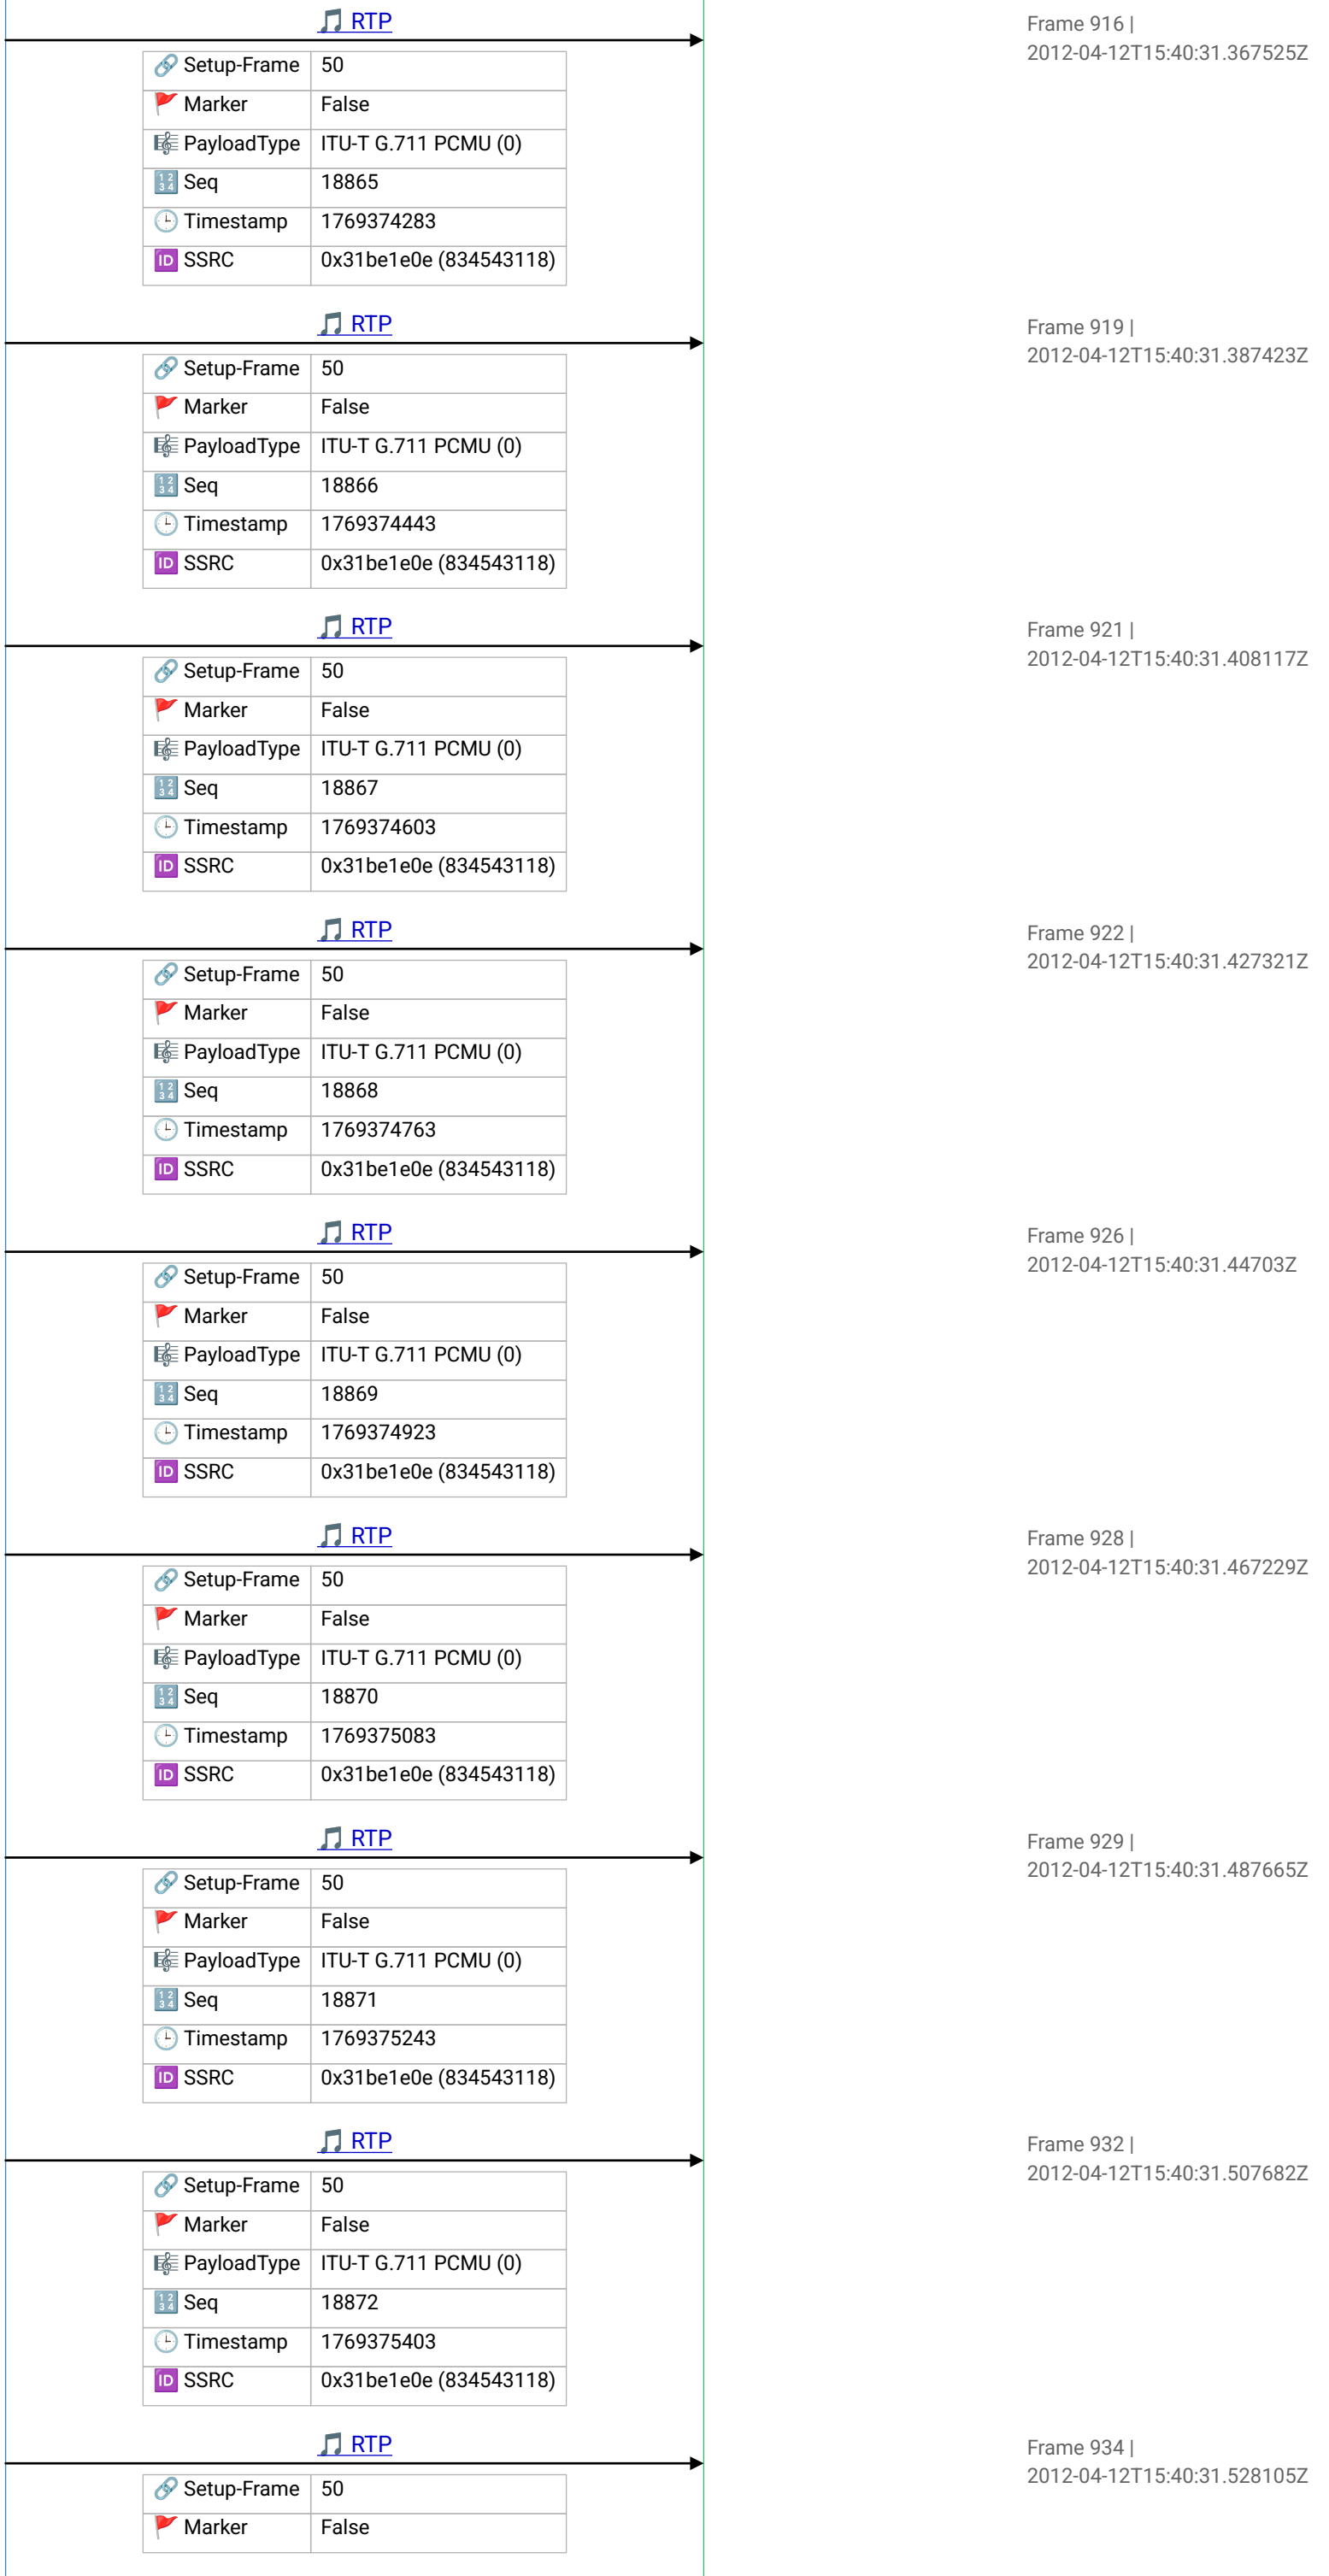 🎵 RTP
Frame 916 |
2012-04-12T15:40:31.367525Z
🔗 Setup-Frame 50
🚩 Marker False
🎼 PayloadType ITU-T G.711 PCMU (0)
🔢 Seq 18865
🕒 Timestamp 1769374283
🆔 SSRC 0x31be1e0e (834543118)
🎵 RTP
Frame 919 |
2012-04-12T15:40:31.387423Z
🔗 Setup-Frame 50
🚩 Marker False
🎼 PayloadType ITU-T G.711 PCMU (0)
🔢 Seq 18866
🕒 Timestamp 1769374443
🆔 SSRC 0x31be1e0e (834543118)
🎵 RTP
Frame 921 |
2012-04-12T15:40:31.408117Z
🔗 Setup-Frame 50
🚩 Marker False
🎼 PayloadType ITU-T G.711 PCMU (0)
🔢 Seq 18867
🕒 Timestamp 1769374603
🆔 SSRC 0x31be1e0e (834543118)
🎵 RTP
Frame 922 |
2012-04-12T15:40:31.427321Z
🔗 Setup-Frame 50
🚩 Marker False
🎼 PayloadType ITU-T G.711 PCMU (0)
🔢 Seq 18868
🕒 Timestamp 1769374763
🆔 SSRC 0x31be1e0e (834543118)
🎵 RTP
Frame 926 |
2012-04-12T15:40:31.44703Z
🔗 Setup-Frame 50
🚩 Marker False
🎼 PayloadType ITU-T G.711 PCMU (0)
🔢 Seq 18869
🕒 Timestamp 1769374923
🆔 SSRC 0x31be1e0e (834543118)
🎵 RTP
Frame 928 |
2012-04-12T15:40:31.467229Z
🔗 Setup-Frame 50
🚩 Marker False
🎼 PayloadType ITU-T G.711 PCMU (0)
🔢 Seq 18870
🕒 Timestamp 1769375083
🆔 SSRC 0x31be1e0e (834543118)
🎵 RTP
Frame 929 |
2012-04-12T15:40:31.487665Z
🔗 Setup-Frame 50
🚩 Marker False
🎼 PayloadType ITU-T G.711 PCMU (0)
🔢 Seq 18871
🕒 Timestamp 1769375243
🆔 SSRC 0x31be1e0e (834543118)
🎵 RTP
Frame 932 |
2012-04-12T15:40:31.507682Z
🔗 Setup-Frame 50
🚩 Marker False
🎼 PayloadType ITU-T G.711 PCMU (0)
🔢 Seq 18872
🕒 Timestamp 1769375403
🆔 SSRC 0x31be1e0e (834543118)
🎵 RTP
Frame 934 |
2012-04-12T15:40:31.528105Z
🔗 Setup-Frame 50
🚩 Marker False